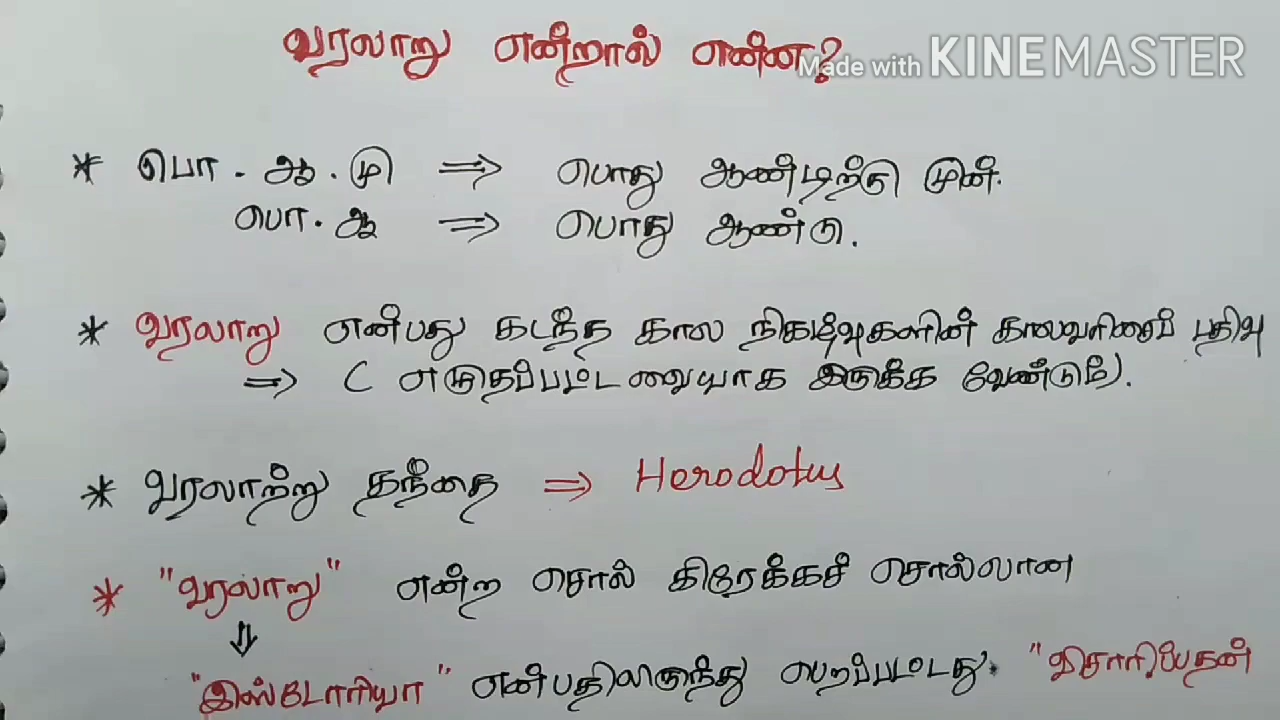 வரலாறு என்றால் என்ன?
Made with KINEMASTER
* பொ.ஆ.மு ⇒ பொது ஆண்டிற்கு முன்.
பொ.ஆ ⇒ பொது ஆண்டு.
* வரலாறு என்பது கடந்த கால நிகழ்வுகளின் காலவரிசைப் பதிவு
⇒ ( எழுதப்பட்டவையாக இருக்க வேண்டும்).
* வரலாற்று தந்தை ⇒ Herodotus
* "வரலாறு" என்ற சொல் கிரேக்கச் சொல்லான
⇓
"இஸ்டோரியா" என்பதிலிருந்து பெறப்பட்டது. "விசாரிப்பதன்